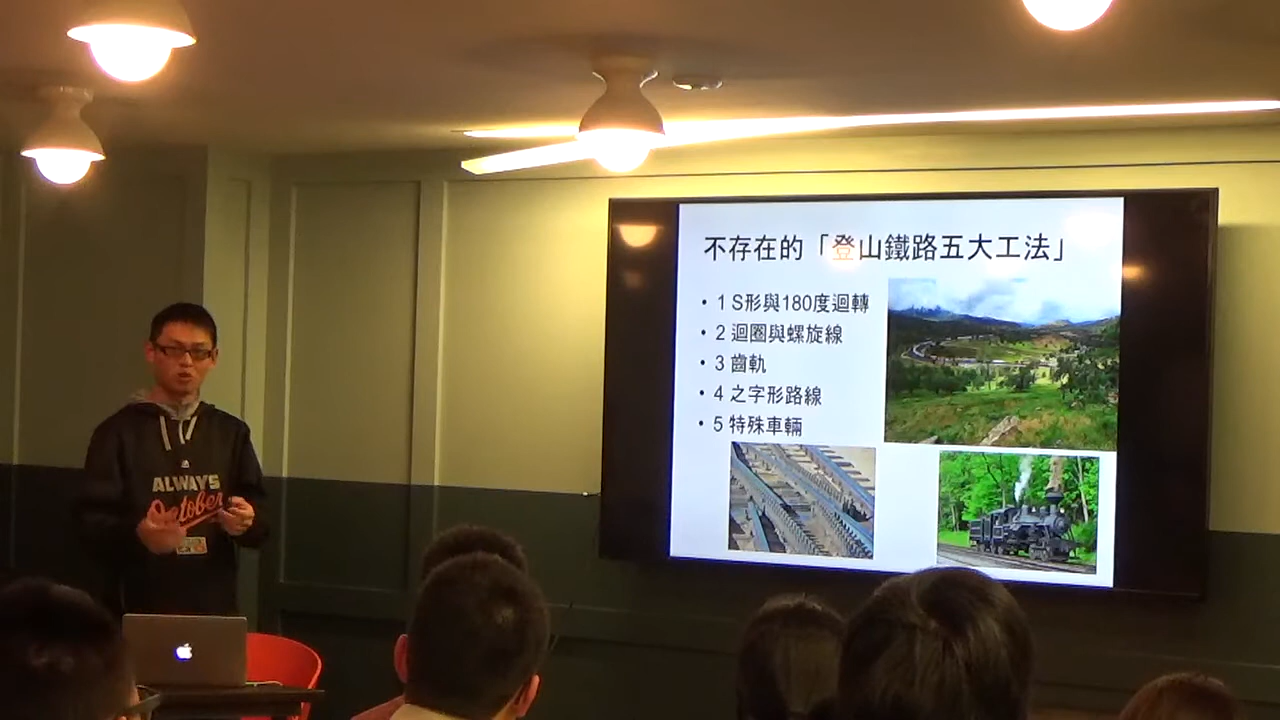 不存在的「登山鐵路五大工法」
• 1 S形與180度迴轉
• 2 迴圈與螺旋線
• 3 齒軌
• 4 之字形路線
• 5 特殊車輛
ALWAYS
October